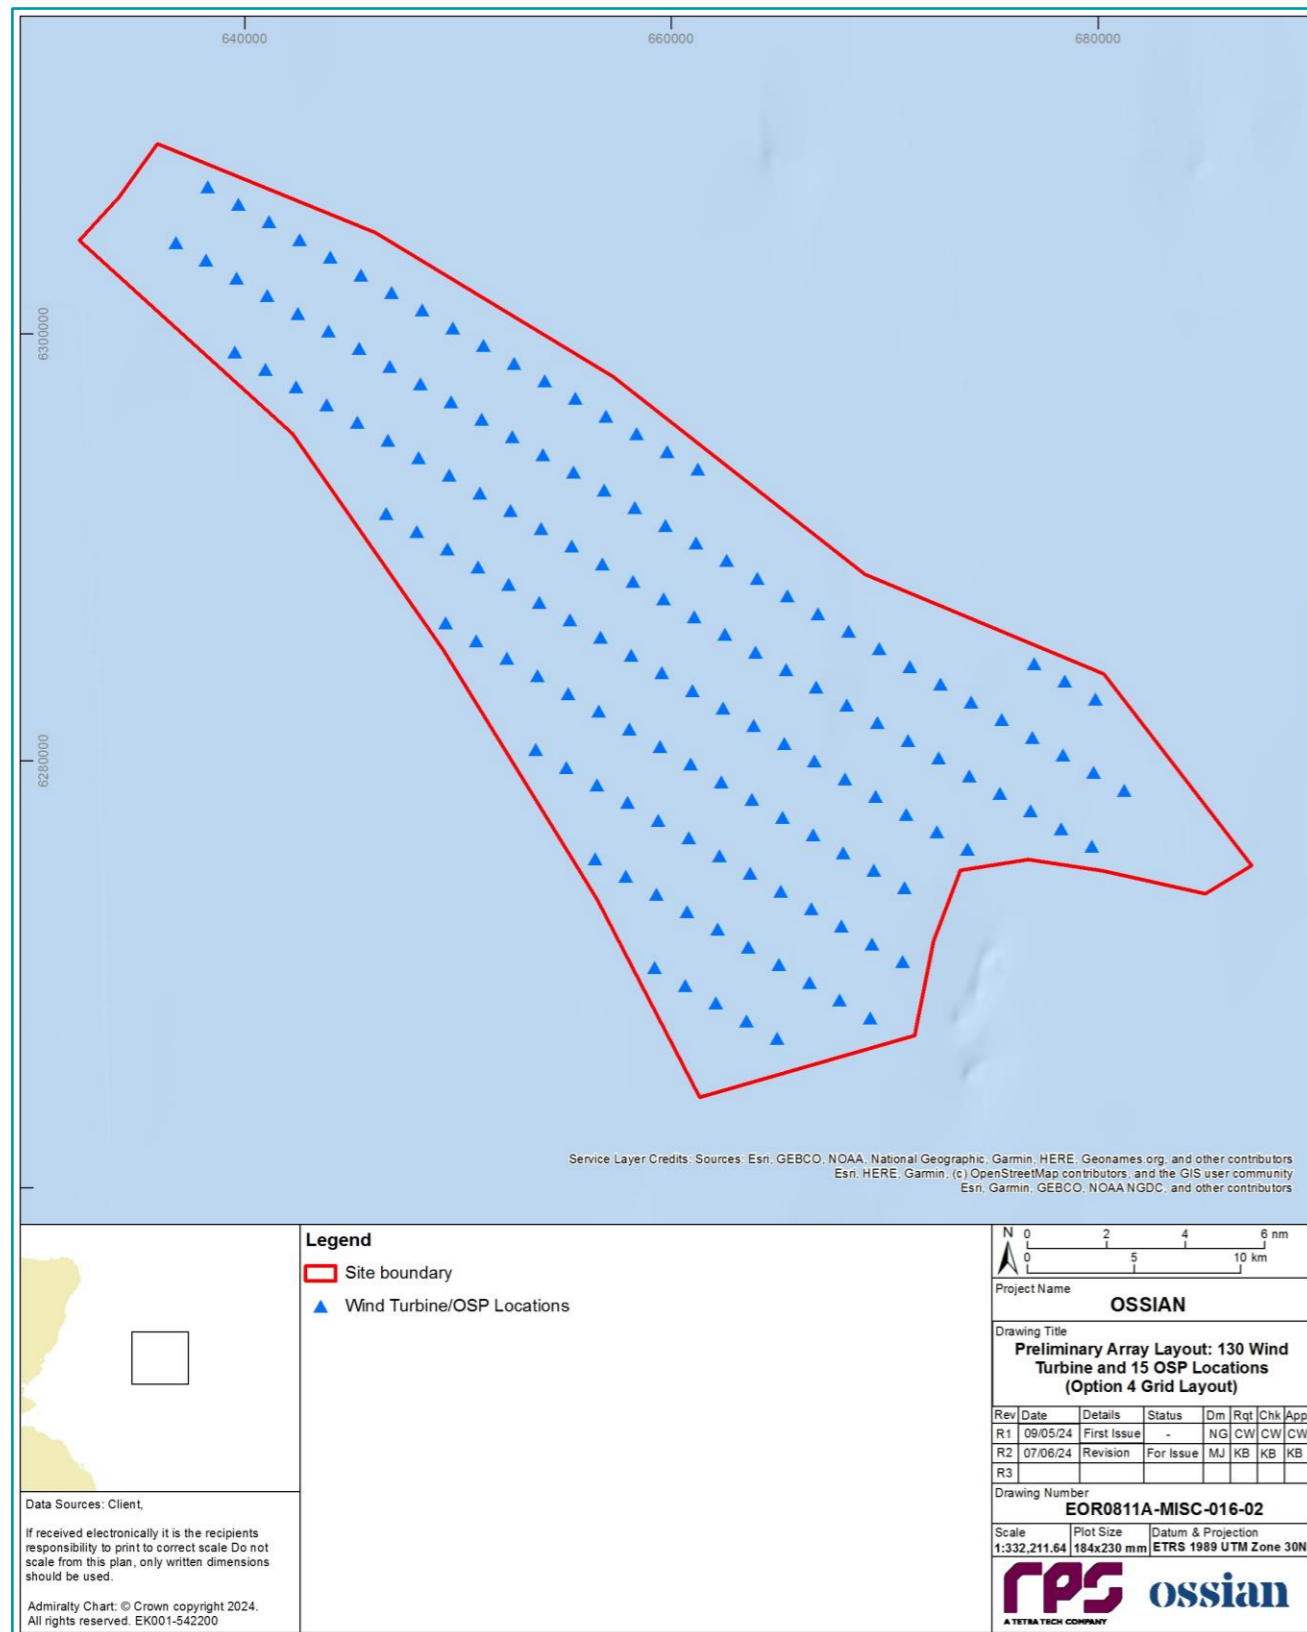 640000
660000
680000
6300000
6280000
Service Layer Credits: Sources: Esri, GEBCO, NOAA, National Geographic, Garmin, HERE, Geonames.org, and other contributors
Esri, HERE, Garmin, (c) OpenStreetMap contributors, and the GIS user community
Esri, Garmin, GEBCO, NOAA NGDC, and other contributors
Legend
Site boundary
Wind Turbine/OSP Locations
Data Sources: Client,
If received electronically it is the recipients
responsibility to print to correct scale Do not
scale from this plan, only written dimensions
should be used.
Admiralty Chart: © Crown copyright 2024.
All rights reserved. EK001-542200
N 0 2 4 6 nm
0 5 10 km
Project Name
OSSIAN
Drawing Title
Preliminary Array Layout: 130 Wind
Turbine and 15 OSP Locations
(Option 4 Grid Layout)
Rev Date Details Status Drn Rqt Chk App
R1 09/05/24 First Issue - NG CW CW CW
R2 07/06/24 Revision For Issue MJ KB KB KB
R3
Drawing Number
EOR0811A-MISC-016-02
Scale Plot Size Datum & Projection
1:332,211.64 184x230 mm ETRS 1989 UTM Zone 30N
rps ossian
A TETRA TECH COMPANY